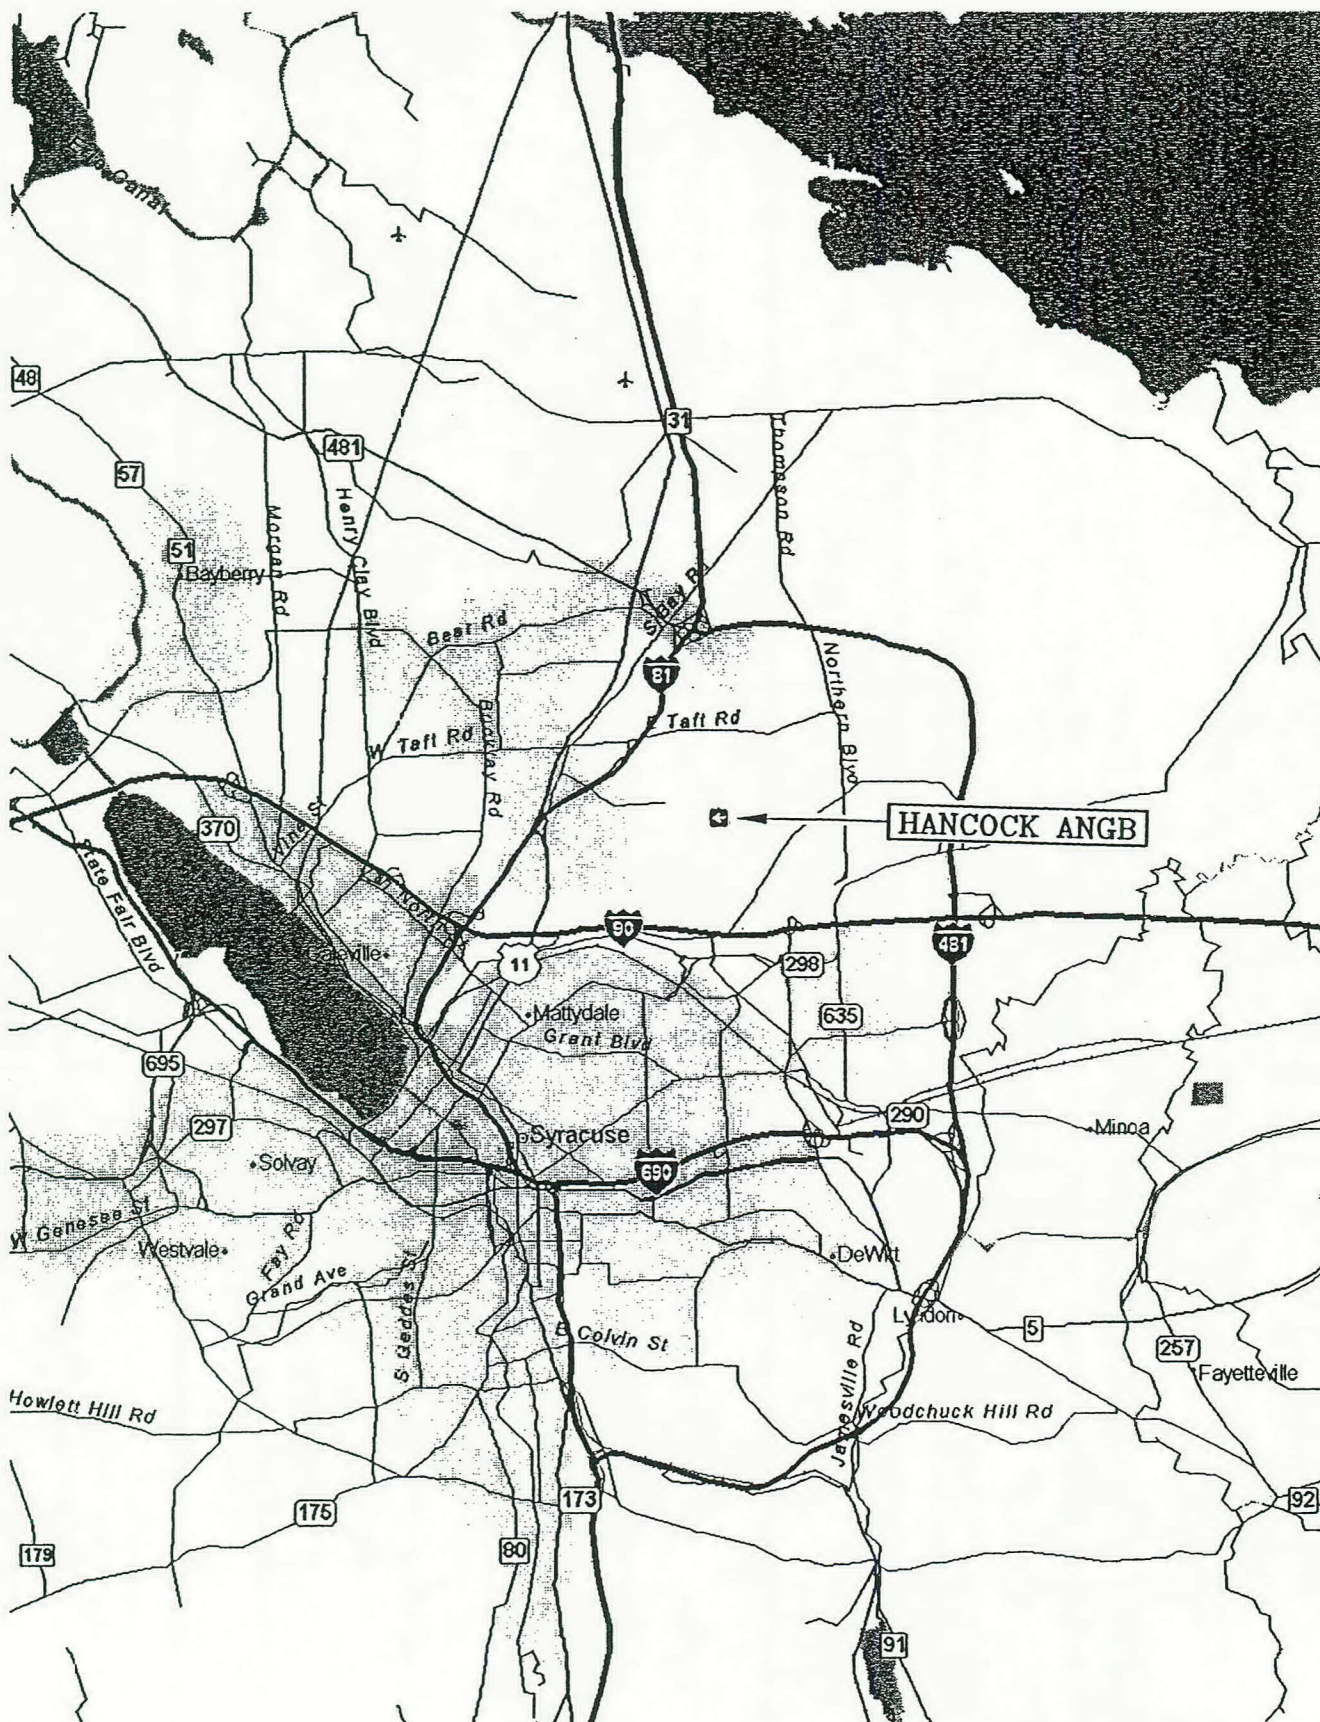 Canal
48
31
481
57
Thompson Rd
Henry Clay Blvd
Morgan Rd
51
Bayberry
S Bay Rd
Bear Rd
81
Northern Blvd
Buckley Rd
E Taft Rd
W Taft Rd
HANCOCK ANGB
370
State Fair Blvd
90
481
11
298
Galeville
Mattydale
635
Grant Blvd
695
290
297
Minoa
Syracuse
Solvay
690
W Genesee St
Westvale
Fay Rd
DeWitt
Grand Ave
S Geddes St
Lyndon
5
E Colvin St
Jamesville Rd
257
Fayetteville
Howlett Hill Rd
Woodchuck Hill Rd
173
92
175
80
179
91